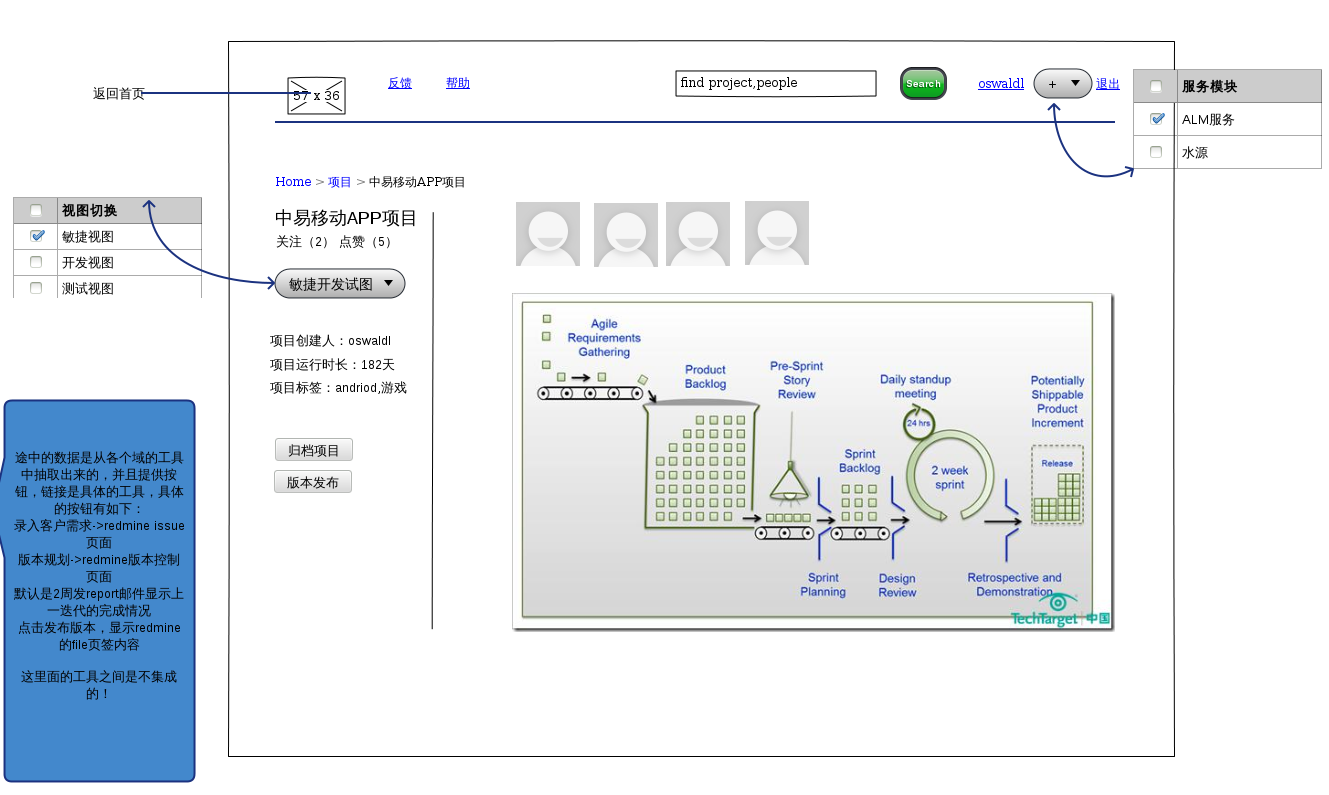 返回首页
57 x 36
反馈
帮助
find project,people
Search
oswaldl
+
退出
服务模块
ALM服务
水源
Home > 项目 > 中易移动APP项目
视图切换
敏捷视图
开发视图
测试视图
中易移动APP项目
关注（2） 点赞（5）
敏捷开发试图
项目创建人：oswaldl
项目运行时长：182天
项目标签：andriod,游戏
归档项目
版本发布
途中的数据是从各个域的工具
中抽取出来的，并且提供按
钮，链接是具体的工具，具体
的按钮有如下：
录入客户需求->redmine issue
页面
版本规划->redmine版本控制
页面
默认是2周发report邮件显示上
一迭代的完成情况
点击发布版本，显示redmine
的file页签内容
这里面的工具之间是不集成
的！
Agile
Requirements
Gathering
Product
Backlog
Pre-Sprint
Story
Review
Daily standup
meeting
24 hrs
Potentially
Shippable
Product
Increment
Sprint
Backlog
2 week
sprint
Release
Sprint
Planning
Design
Review
Retrospective and
Demonstration
TechTarget 中国